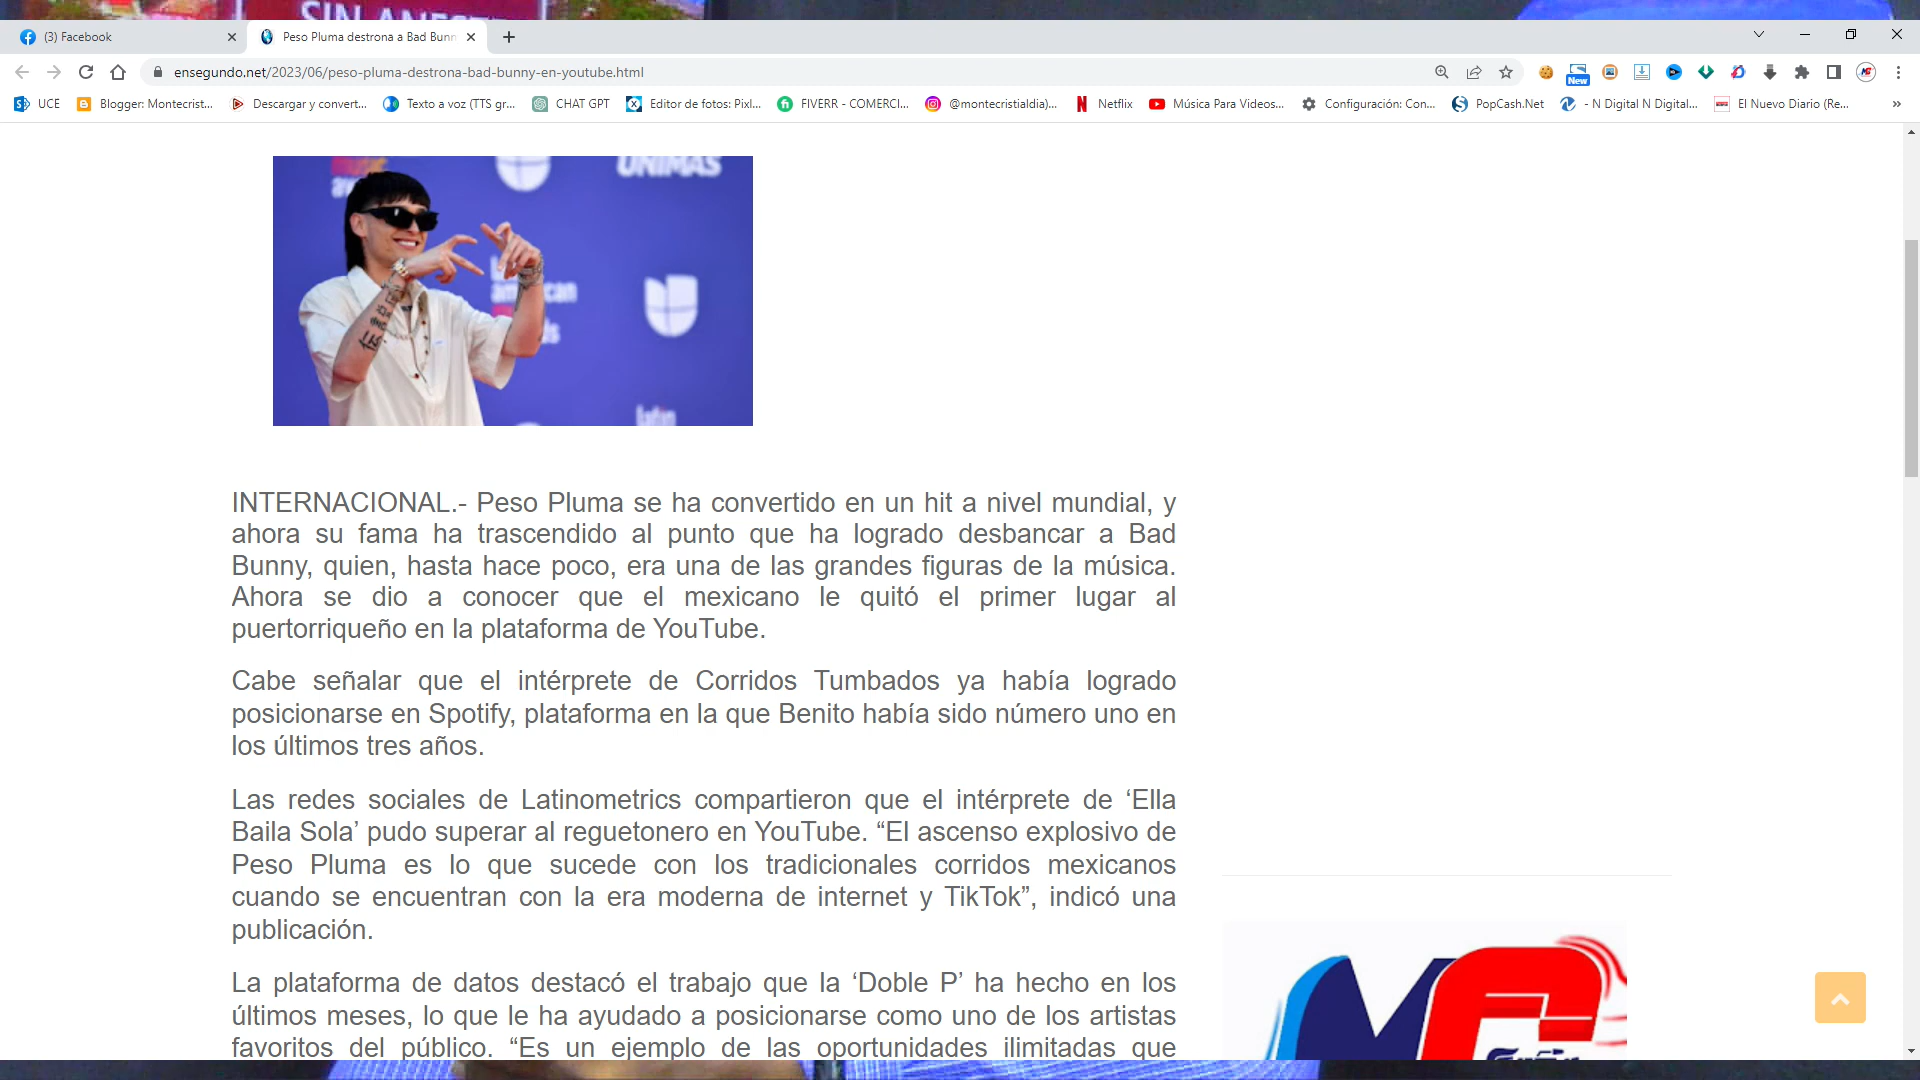 SIN ANEST
(3) Facebook
Peso Pluma destrona a Bad Bunn
ensegundo.net/2023/06/peso-pluma-destrona-bad-bunny-en-youtube.html
New
UCE
Blogger: Montecrist...
Descargar y convert...
Texto a voz (TTS gr...
CHAT GPT
Editor de fotos: Pixl...
FIVERR - COMERCI...
@montecristialdia)...
Netflix
Música Para Videos...
Configuración: Con...
PopCash.Net
- N Digital N Digital...
El Nuevo Diario (Re...
»
UNIMAS
music
latin
INTERNACIONAL.- Peso Pluma se ha convertido en un hit a nivel mundial, y
ahora su fama ha trascendido al punto que ha logrado desbancar a Bad
Bunny, quien, hasta hace poco, era una de las grandes figuras de la música.
Ahora se dio a conocer que el mexicano le quitó el primer lugar al
puertorriqueño en la plataforma de YouTube.
Cabe señalar que el intérprete de Corridos Tumbados ya había logrado
posicionarse en Spotify, plataforma en la que Benito había sido número uno en
los últimos tres años.
Las redes sociales de Latinometrics compartieron que el intérprete de ‘Ella
Baila Sola’ pudo superar al reguetonero en YouTube. “El ascenso explosivo de
Peso Pluma es lo que sucede con los tradicionales corridos mexicanos
cuando se encuentran con la era moderna de internet y TikTok”, indicó una
publicación.
La plataforma de datos destacó el trabajo que la ‘Doble P’ ha hecho en los
últimos meses, lo que le ha ayudado a posicionarse como uno de los artistas
favoritos del público. “Es un ejemplo de las oportunidades ilimitadas que